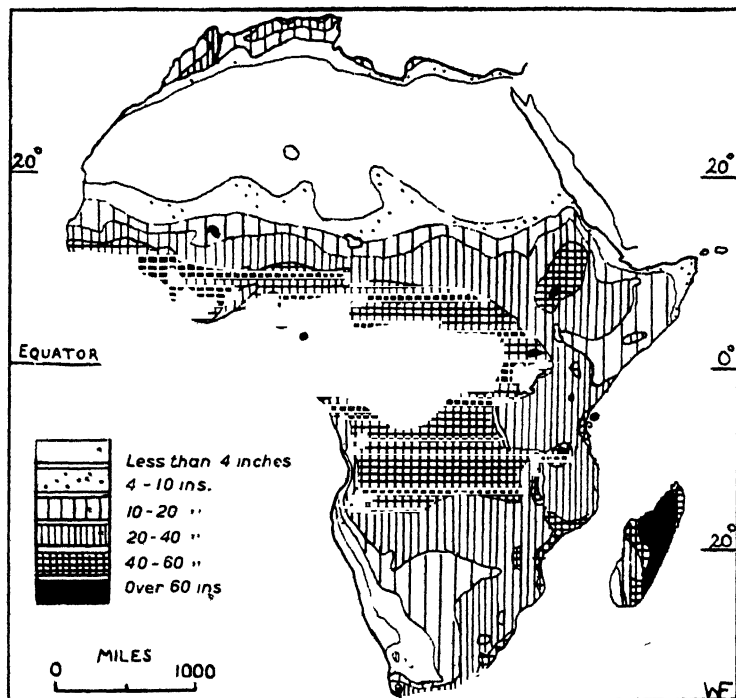 20°
20°
EQUATOR
0°
Less than 4 inches
4-10 ins.
10-20 "
20-40 "
40-60 "
Over 60 ins
20°
MILES
0 1000
WF